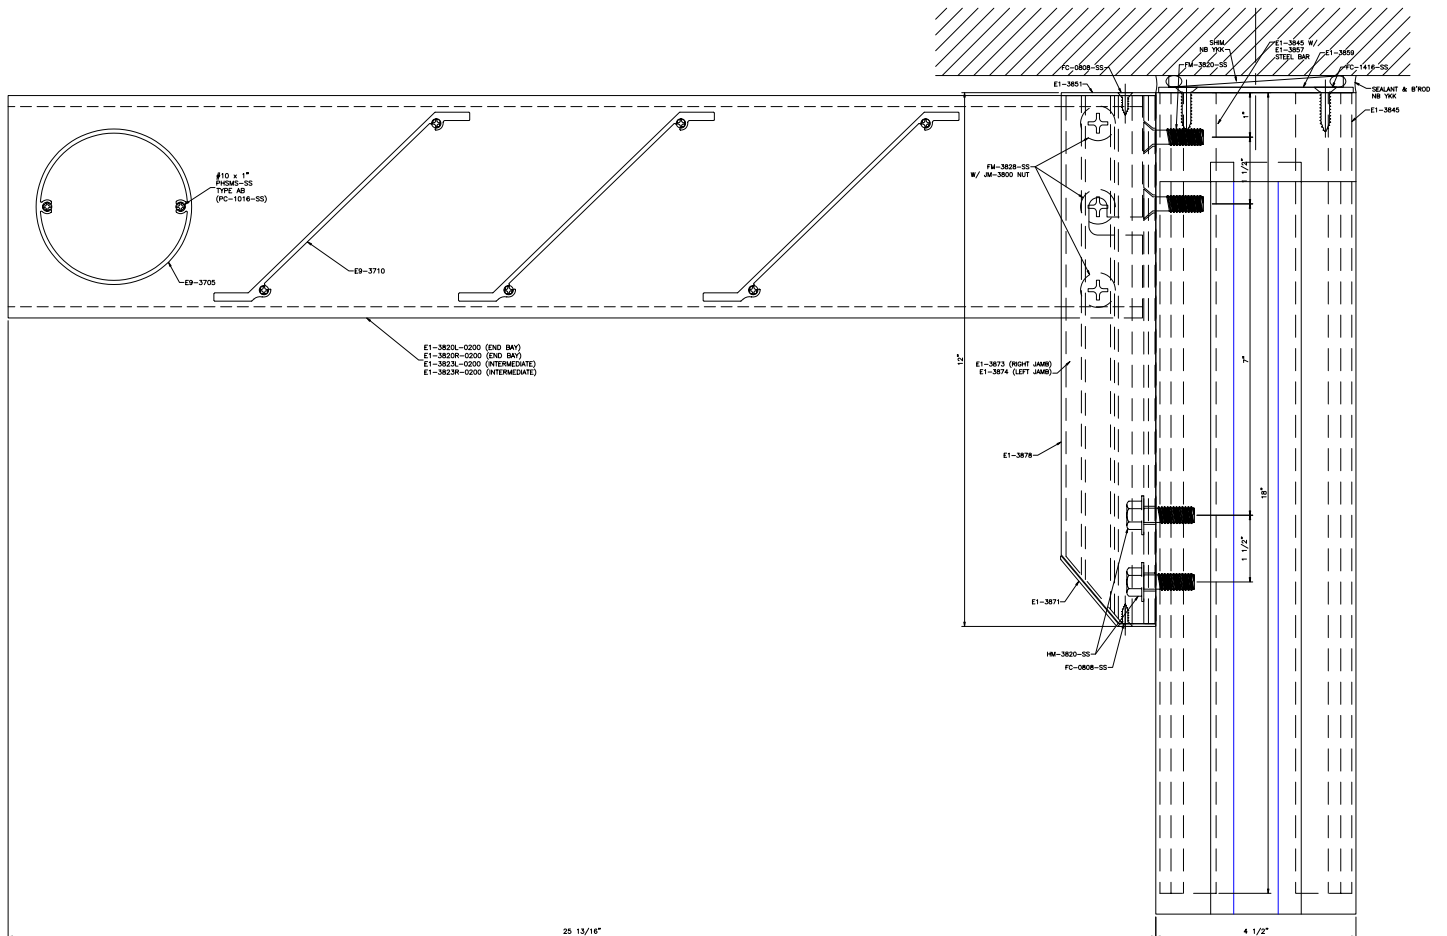 SHIM
NB YKK
E1-3845 W/
E1-3857
STEEL BAR
E1-3859
FM-3820-SS
FC-1416-SS
FC-0808-SS
E1-3851
SEALANT & B'ROD
NB YKK
E1-3845
1"
1 1/2"
#10 x 1"
PHSMS-SS
TYPE AB
(PC-1016-SS)
FM-3828-SS
W/ JM-3800 NUT
E9-3710
E9-3705
E1-3820L-0200 (END BAY)
E1-3820R-0200 (END BAY)
E1-3823L-0200 (INTERMEDIATE)
E1-3823R-0200 (INTERMEDIATE)
12"
7"
E1-3873 (RIGHT JAMB)
E1-3874 (LEFT JAMB)
E1-3878
18"
1 1/2"
E1-3871
HM-3820-SS
FC-0808-SS
25 13/16"
4 1/2"